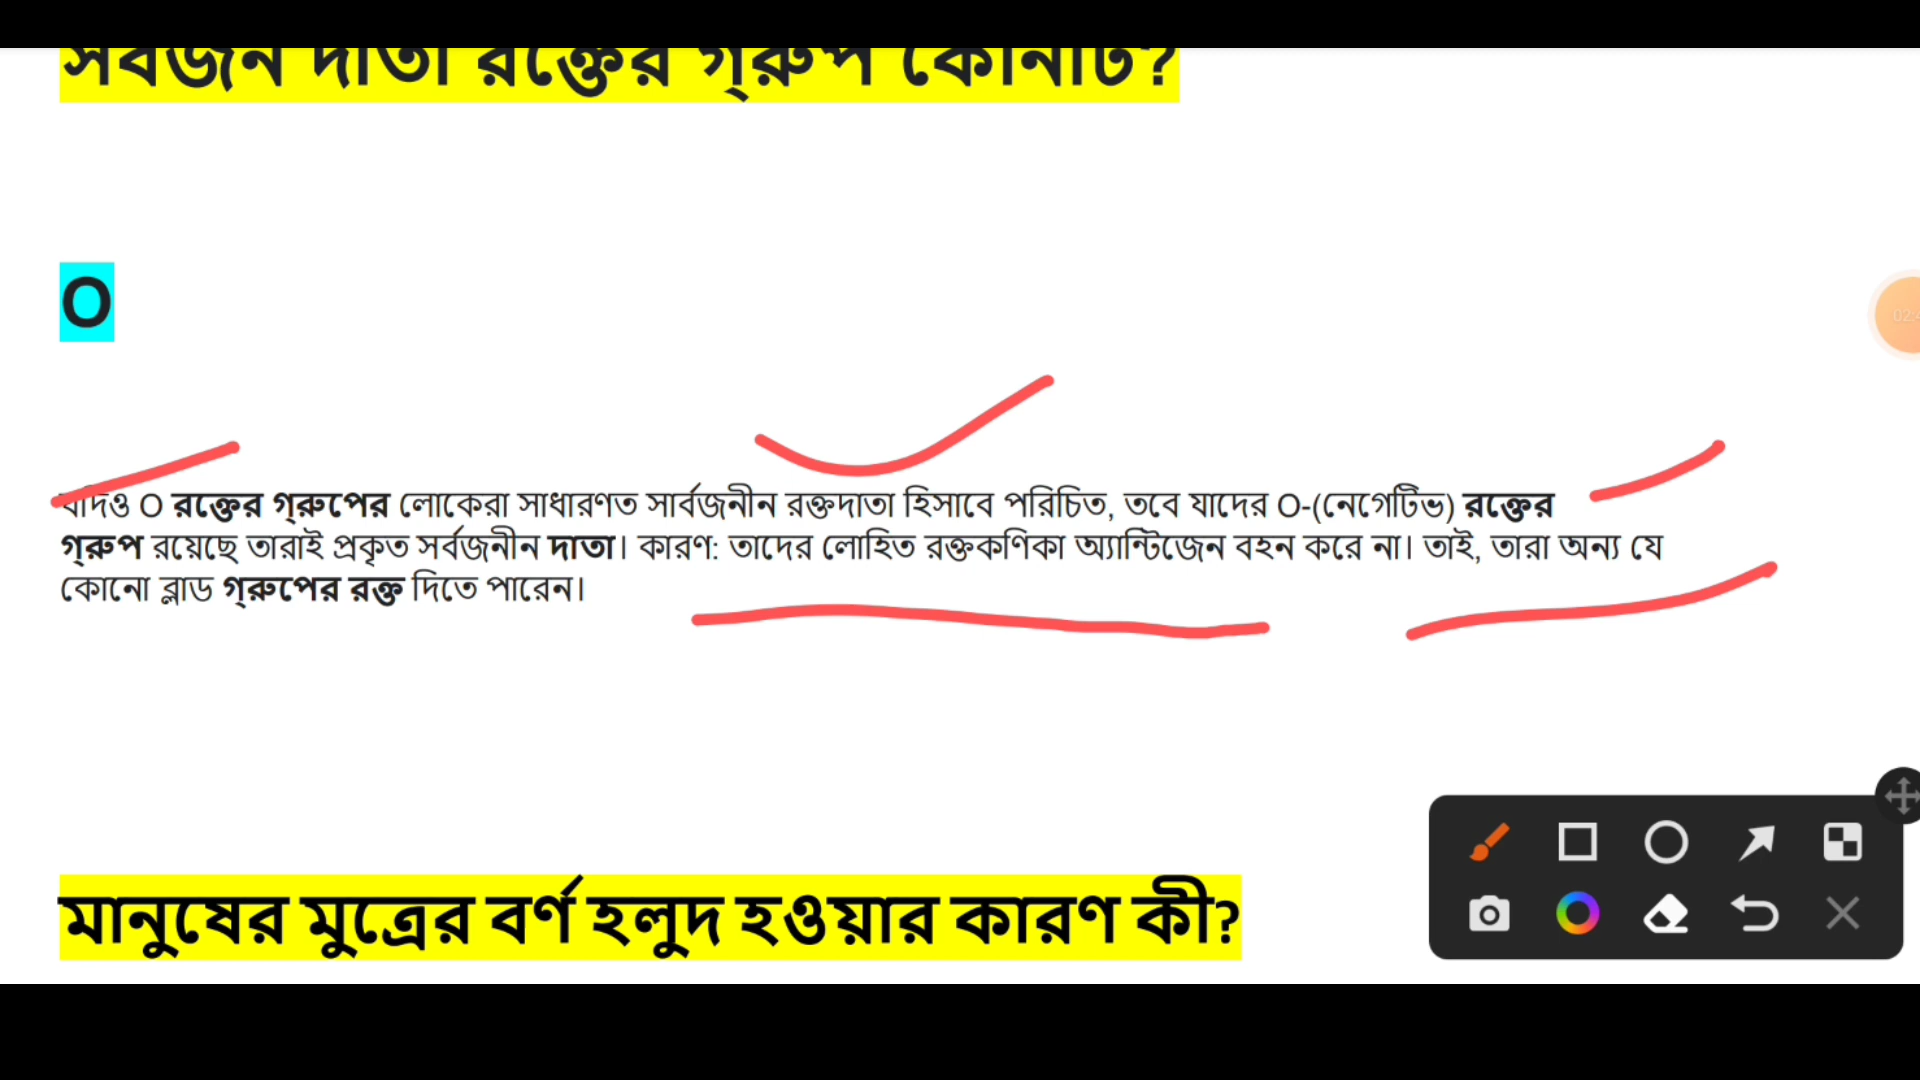 সর্বজন দাতা রক্তের গ্রুপ কোনটি?
O
যদিও O রক্তের গ্রুপের লোকেরা সাধারণত সার্বজনীন রক্তদাতা হিসাবে পরিচিত, তবে যাদের O-(নেগেটিভ) রক্তের
গ্রুপ রয়েছে তারাই প্রকৃত সর্বজনীন দাতা। কারণ: তাদের লোহিত রক্তকণিকা অ্যান্টিজেন বহন করে না। তাই, তারা অন্য যে
কোনো ব্লাড গ্রুপের রক্ত দিতে পারেন।
মানুষের মুত্রের বর্ণ হলুদ হওয়ার কারণ কী?